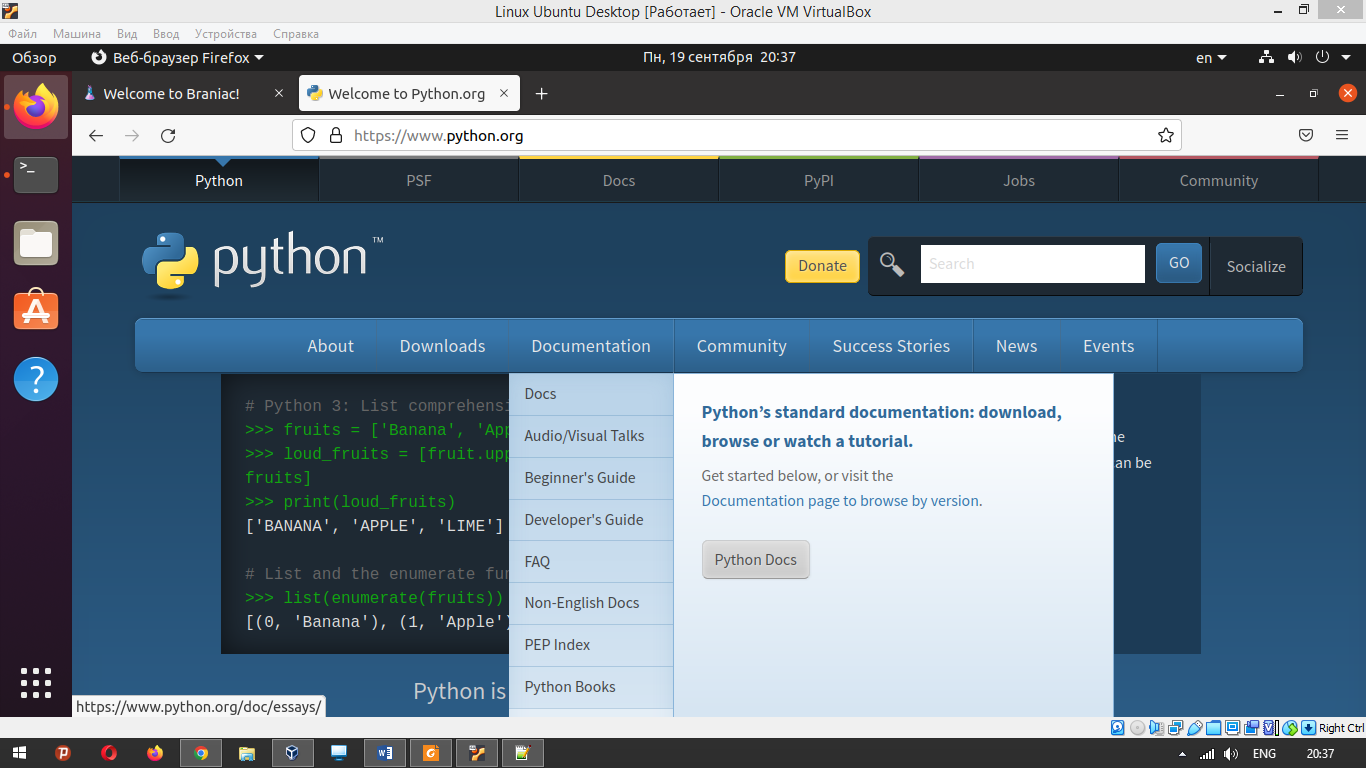 Linux Ubuntu Desktop [Работает] - Oracle VM VirtualBox
Файл Машина Вид Ввод Устройства Справка
Обзор Веб-браузер Firefox Пн, 19 сентября 20:37 en
Welcome to Braniac! Welcome to Python.org
https://www.python.org
Python PSF Docs PyPI Jobs Community
python™
Donate Search GO Socialize
About Downloads Documentation Community Success Stories News Events
# Python 3: List comprehensi
>>> fruits = ['Banana', 'App
>>> loud_fruits = [fruit.upp
fruits]
>>> print(loud_fruits)
['BANANA', 'APPLE', 'LIME']
# List and the enumerate fun
>>> list(enumerate(fruits))
[(0, 'Banana'), (1, 'Apple')
Docs
Audio/Visual Talks
Beginner's Guide
Developer's Guide
FAQ
Non-English Docs
PEP Index
Python Books
Python’s standard documentation: download,
browse or watch a tutorial.
Get started below, or visit the
Documentation page to browse by version.
Python Docs
an be
Python is
https://www.python.org/doc/essays/
Right Ctrl
ENG 20:37